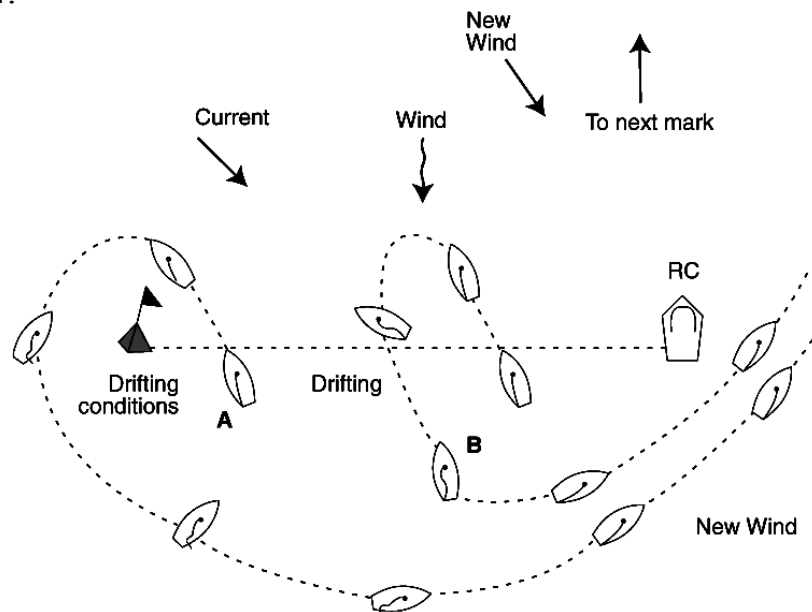 New
Wind
Current
Wind
To next mark
RC
Drifting
conditions
Drifting
A
B
New Wind